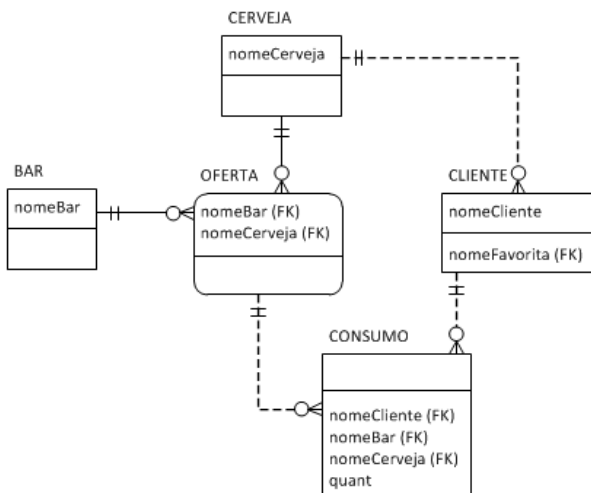 CERVEJA
nomeCerveja
BAR
nomeBar
OFERTA
nomeBar (FK)
nomeCerveja (FK)
CLIENTE
nomeCliente
nomeFavorita (FK)
CONSUMO
nomeCliente (FK)
nomeBar (FK)
nomeCerveja (FK)
quant